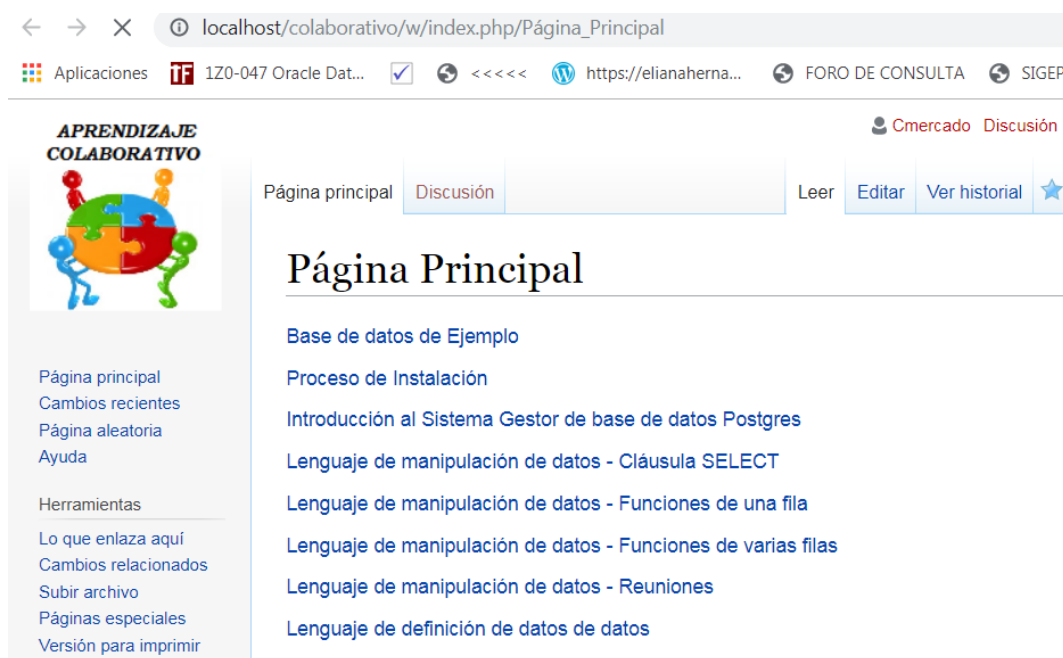 localhost/colaborativo/w/index.php/Página_Principal
Aplicaciones 1Z0-047 Oracle Dat... <<<<< https://elianaherna... FORO DE CONSULTA SIGEP
APRENDIZAJE
COLABORATIVO
Cmercado Discusión
Página principal Discusión Leer Editar Ver historial
Página Principal
Base de datos de Ejemplo
Proceso de Instalación
Introducción al Sistema Gestor de base de datos Postgres
Lenguaje de manipulación de datos - Cláusula SELECT
Lenguaje de manipulación de datos - Funciones de una fila
Lenguaje de manipulación de datos - Funciones de varias filas
Lenguaje de manipulación de datos - Reuniones
Lenguaje de definición de datos de datos
Página principal
Cambios recientes
Página aleatoria
Ayuda
Herramientas
Lo que enlaza aquí
Cambios relacionados
Subir archivo
Páginas especiales
Versión para imprimir